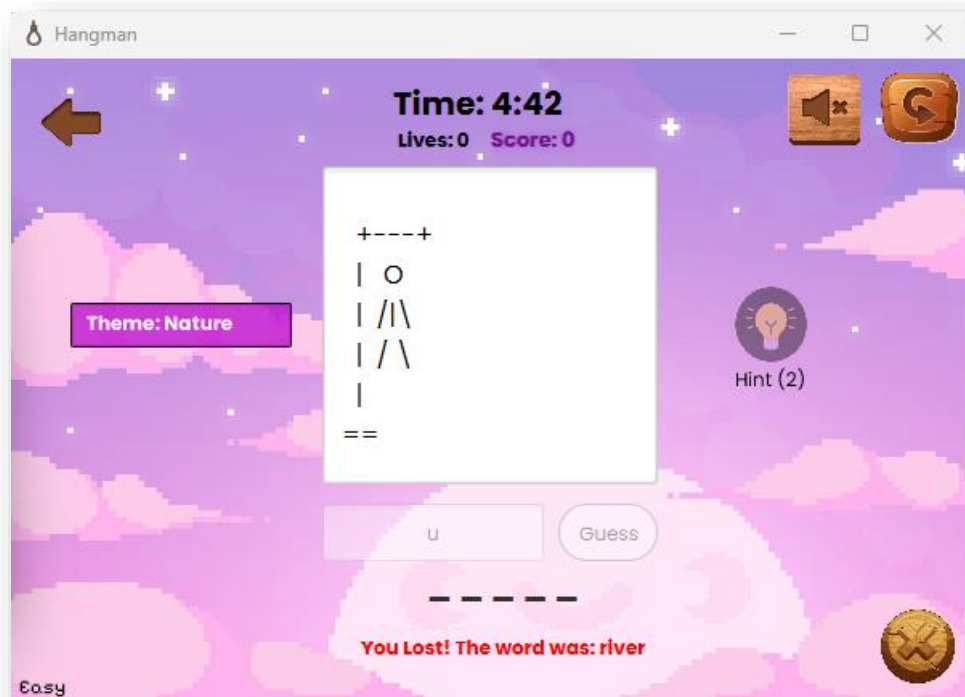 Hangman
Time: 4:42
Lives: 0 Score: 0
+---+
| O
| /|\
| / \
|
==
Theme: Nature
Hint (2)
u
Guess
_ _ _ _ _
You Lost! The word was: river
Easy